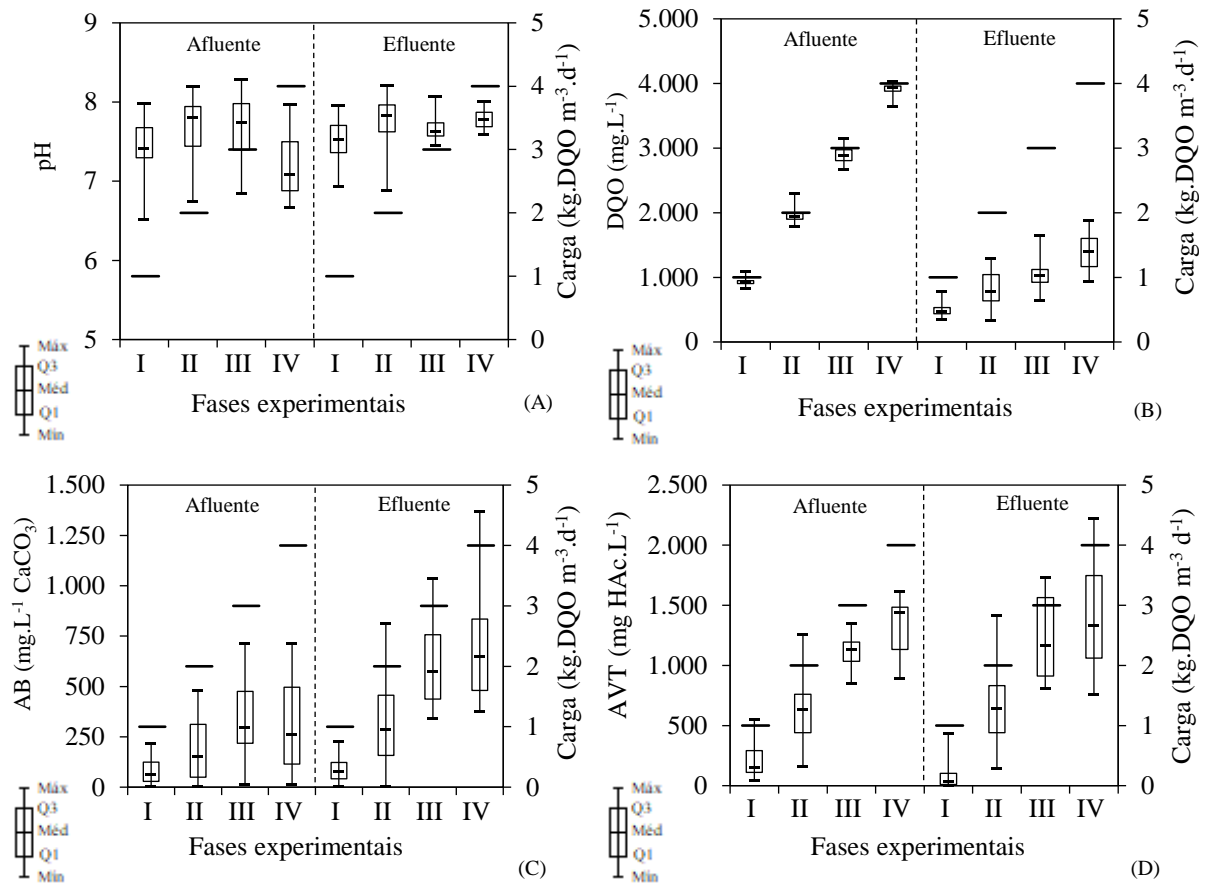 pH
9
8
7
6
5
Afluente
Efluente
5
4
3
2
1
0
Carga (kg.DQO m⁻³.d⁻¹)
I II III IV I II III IV
Fases experimentais
(A)
Máx
Q3
Méd
Q1
Mín
DQO (mg.L⁻¹)
5.000
4.000
3.000
2.000
1.000
0
Afluente
Efluente
5
4
3
2
1
0
Carga (kg.DQO m⁻³.d⁻¹)
I II III IV I II III IV
Fases experimentais
(B)
Máx
Q3
Méd
Q1
Mín
AB (mg.L⁻¹ CaCO₃)
1.500
1.250
1.000
750
500
250
0
Afluente
Efluente
5
4
3
2
1
0
Carga (kg.DQO m⁻³.d⁻¹)
I II III IV I II III IV
Fases experimentais
(C)
Máx
Q3
Méd
Q1
Mín
AVT (mg HAc.L⁻¹)
2.500
2.000
1.500
1.000
500
0
Afluente
Efluente
5
4
3
2
1
0
Carga (kg.DQO m⁻³ d⁻¹)
I II III IV I II III IV
Fases experimentais
(D)
Máx
Q3
Méd
Q1
Mín